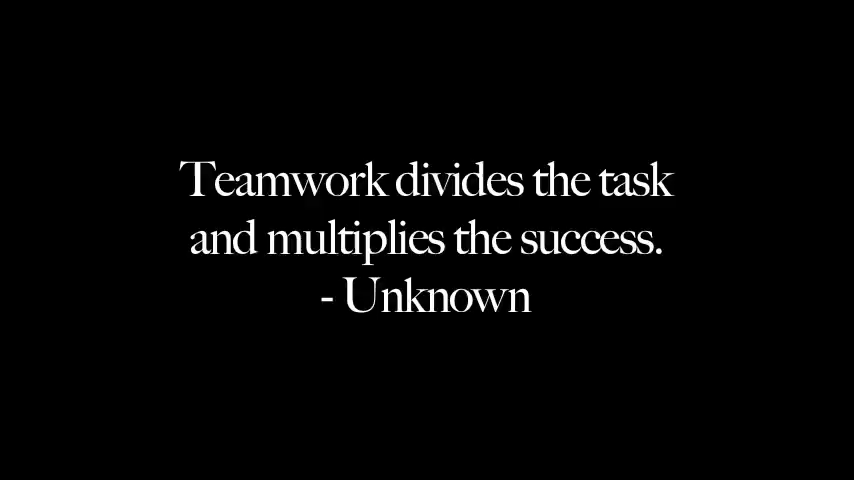 Teamwork divides the task
and multiplies the success.
- Unknown